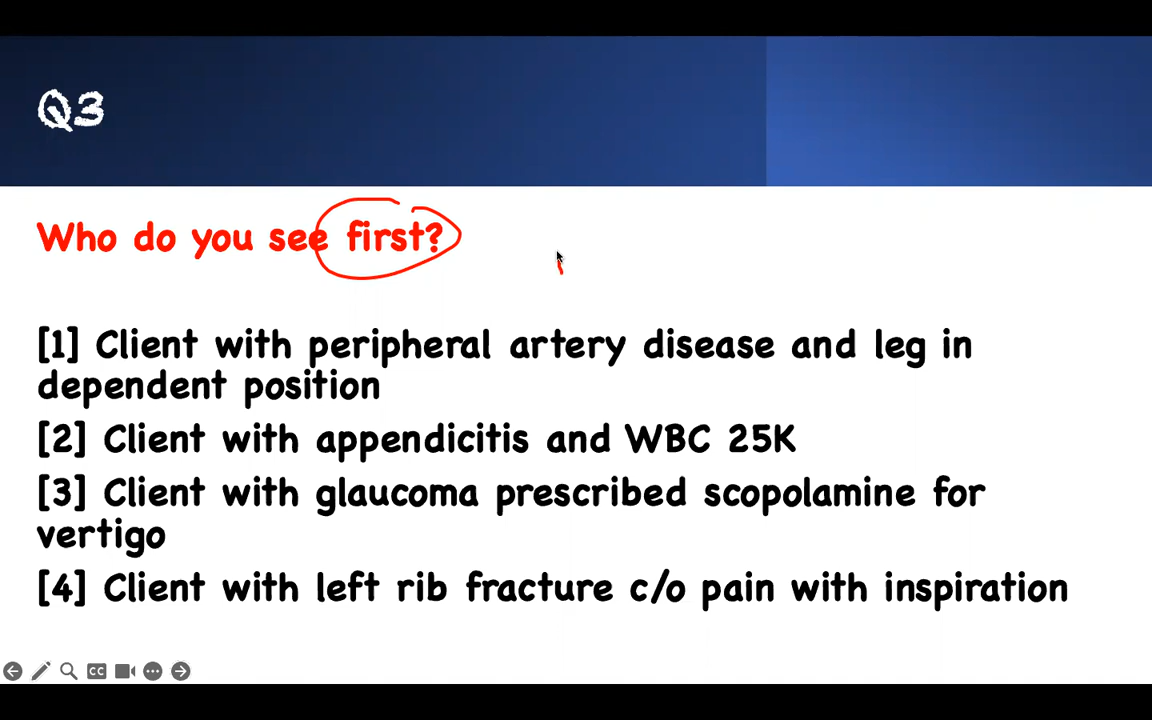 Q3
Who do you see first?
[1] Client with peripheral artery disease and leg in
dependent position
[2] Client with appendicitis and WBC 25K
[3] Client with glaucoma prescribed scopolamine for
vertigo
[4] Client with left rib fracture c/o pain with inspiration
CC